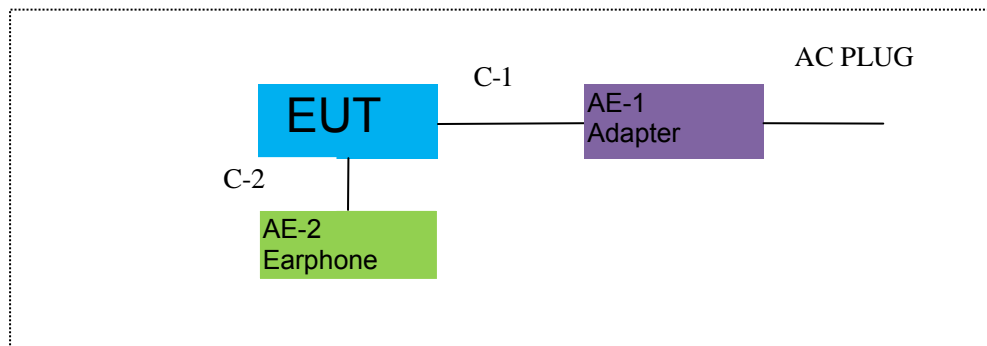 AC PLUG
C-1
EUT
AE-1
Adapter
C-2
AE-2
Earphone